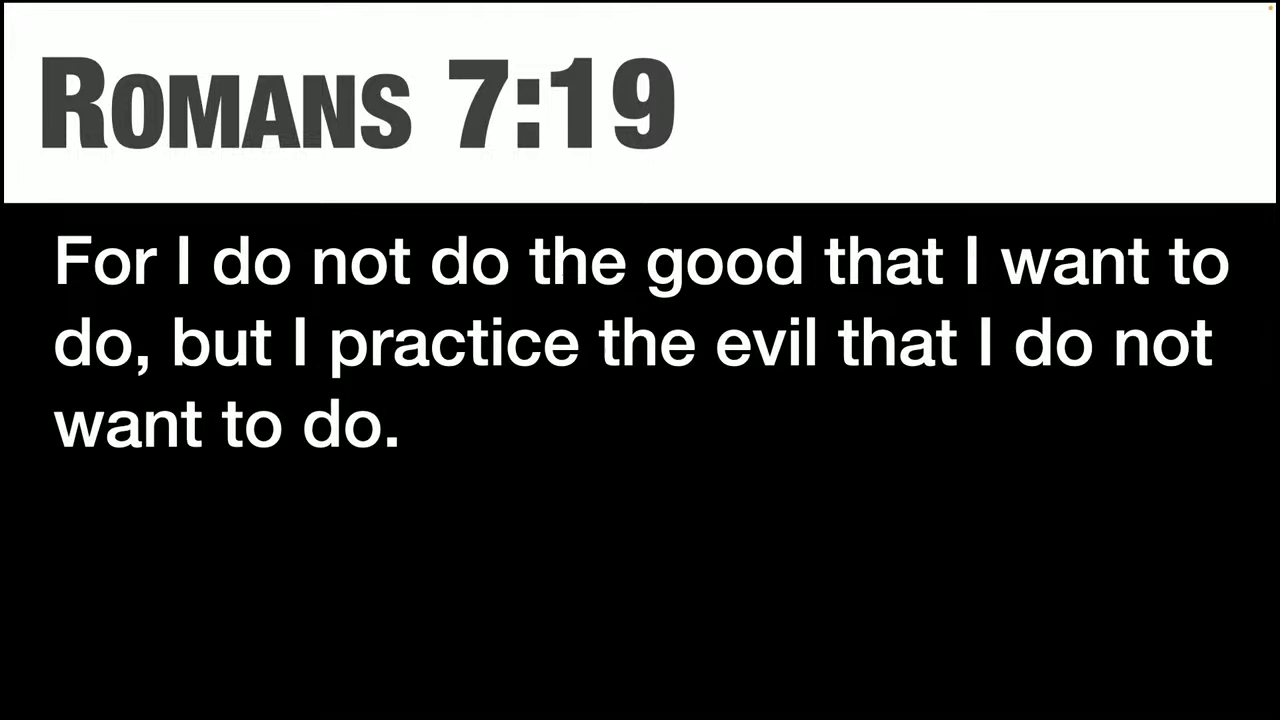 ROMANS 7:19
For I do not do the good that I want to
do, but I practice the evil that I do not
want to do.